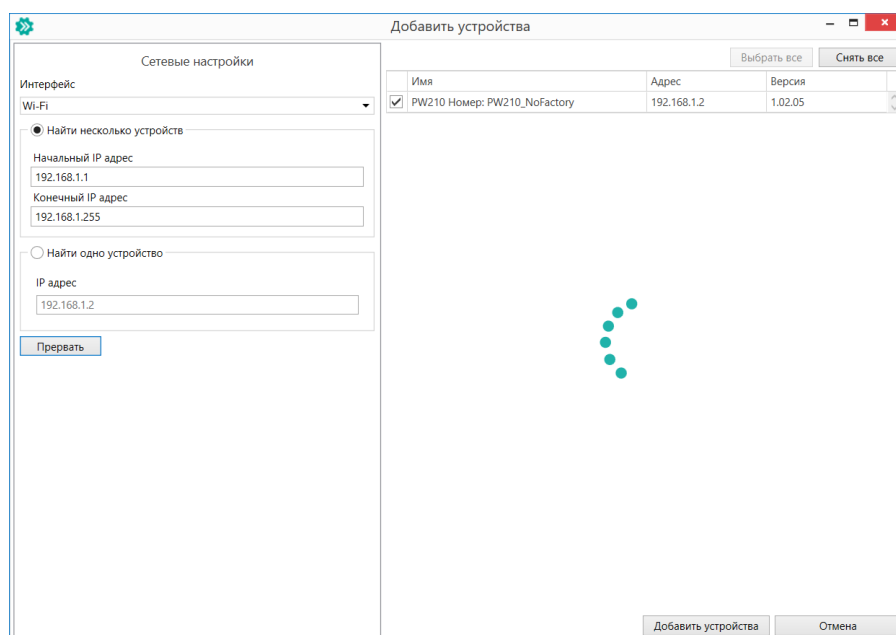 Добавить устройства
Сетевые настройки
Интерфейс
Wi-Fi
Найти несколько устройств
Начальный IP адрес
192.168.1.1
Конечный IP адрес
192.168.1.255
Найти одно устройство
IP адрес
192.168.1.2
Прервать
Выбрать все Снять все
Имя Адрес Версия
PW210 Номер: PW210_NoFactory 192.168.1.2 1.02.05
Добавить устройства Отмена